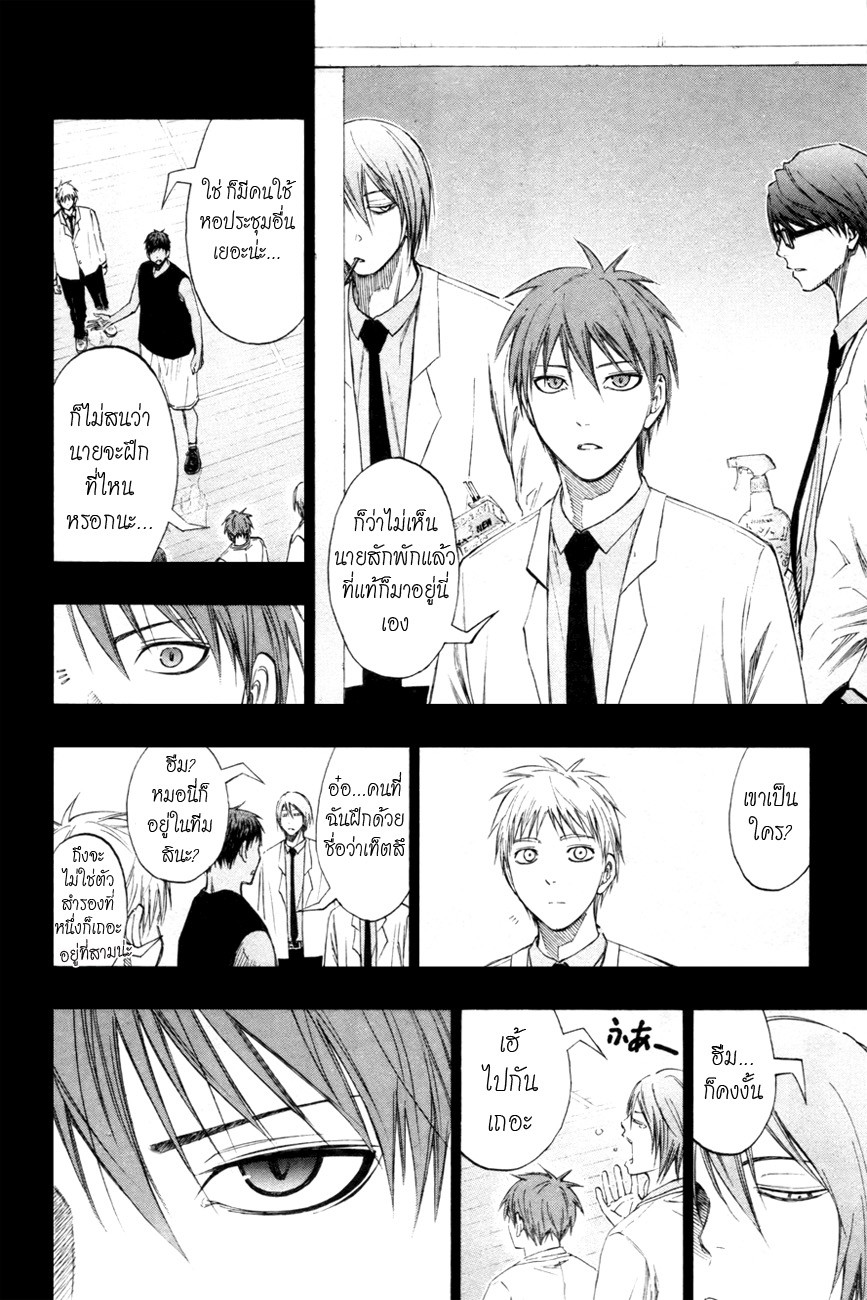 ก็ว่าไม่เห็น
นายสักพักแล้ว
ที่แท้ก็มาอยู่นี่
เอง
NEW
ใช่ ก็มีคนใช้
หอประชุมอื่น
เยอะน่ะ...
ก็ไม่สนว่า
นายจะฝึก
ที่ไหน
หรอกนะ...
เขาเป็น
ใคร?
อ๋อ...คนที่
ฉันฝึกด้วย
ชื่อว่าเท็ตสึ
ฮืม?
หมอนี่ก็
อยู่ในทีม
สินะ?
ถึงจะ
ไม่ใช่ตัว
สำรองที่
หนึ่งก็เถอะ
อยู่ที่สามน่ะ
ฮืม...
ก็คงงั้น
ふあー
เฮ้
ไปกัน
เถอะ